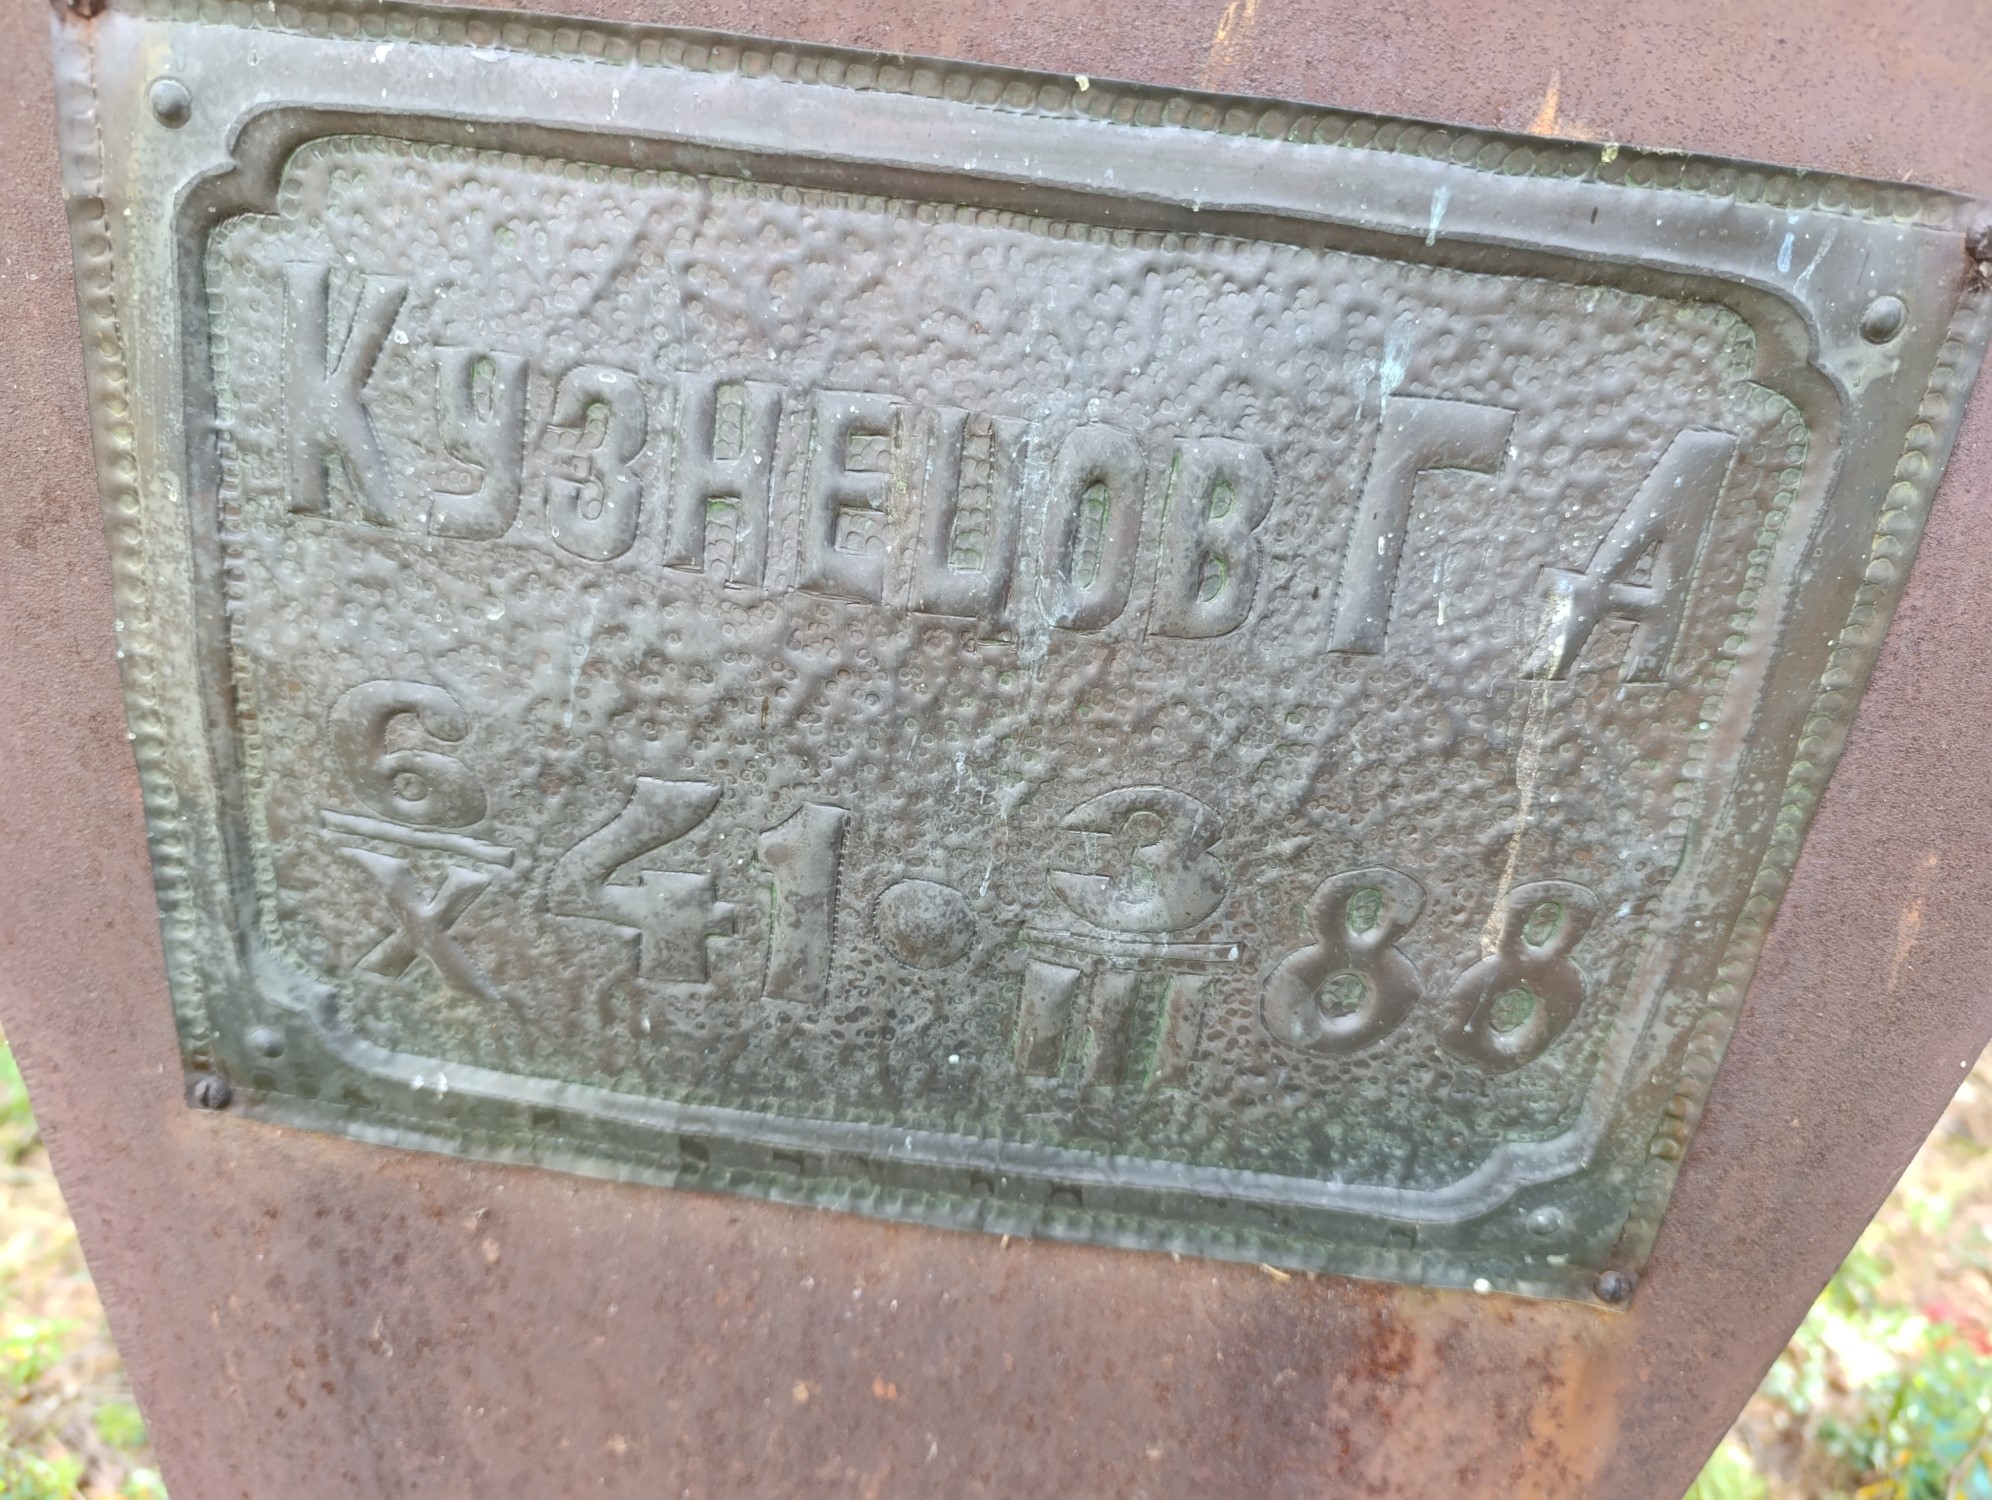 Кузнецов Г А
6/X 41 • 3/III 88